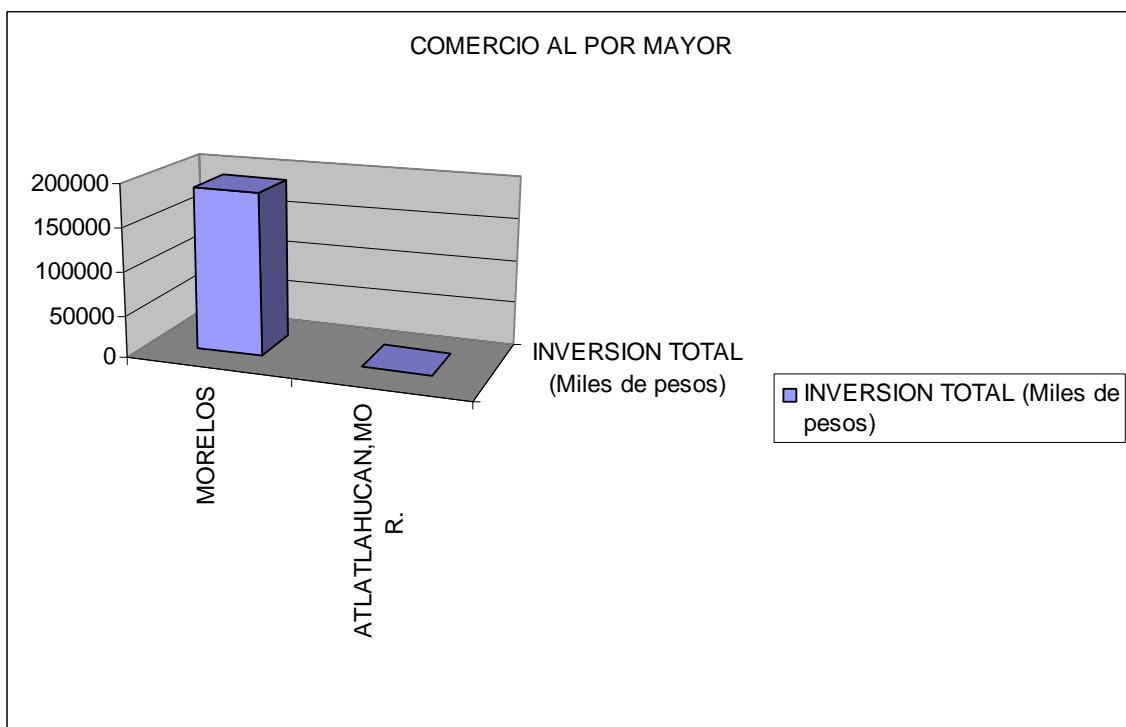 COMERCIO AL POR MAYOR
200000
150000
100000
50000
0
MORELOS
ATLATLAHUCAN,MO
R.
INVERSION TOTAL
(Miles de pesos)
INVERSION TOTAL (Miles de
pesos)